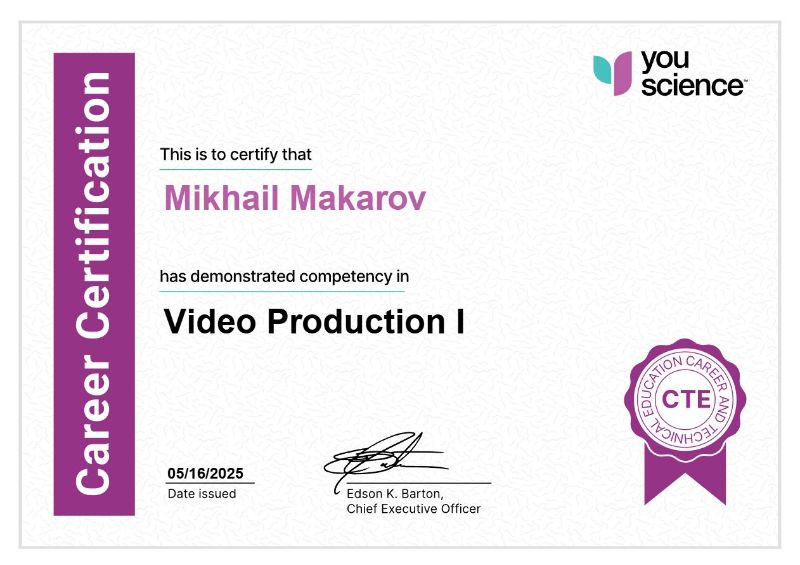 Career Certification
you
science™
This is to certify that
Mikhail Makarov
has demonstrated competency in
Video Production I
EDUCATION CAREER AND TECHNICAL
CTE
05/16/2025
Date issued
Edson K. Barton,
Chief Executive Officer